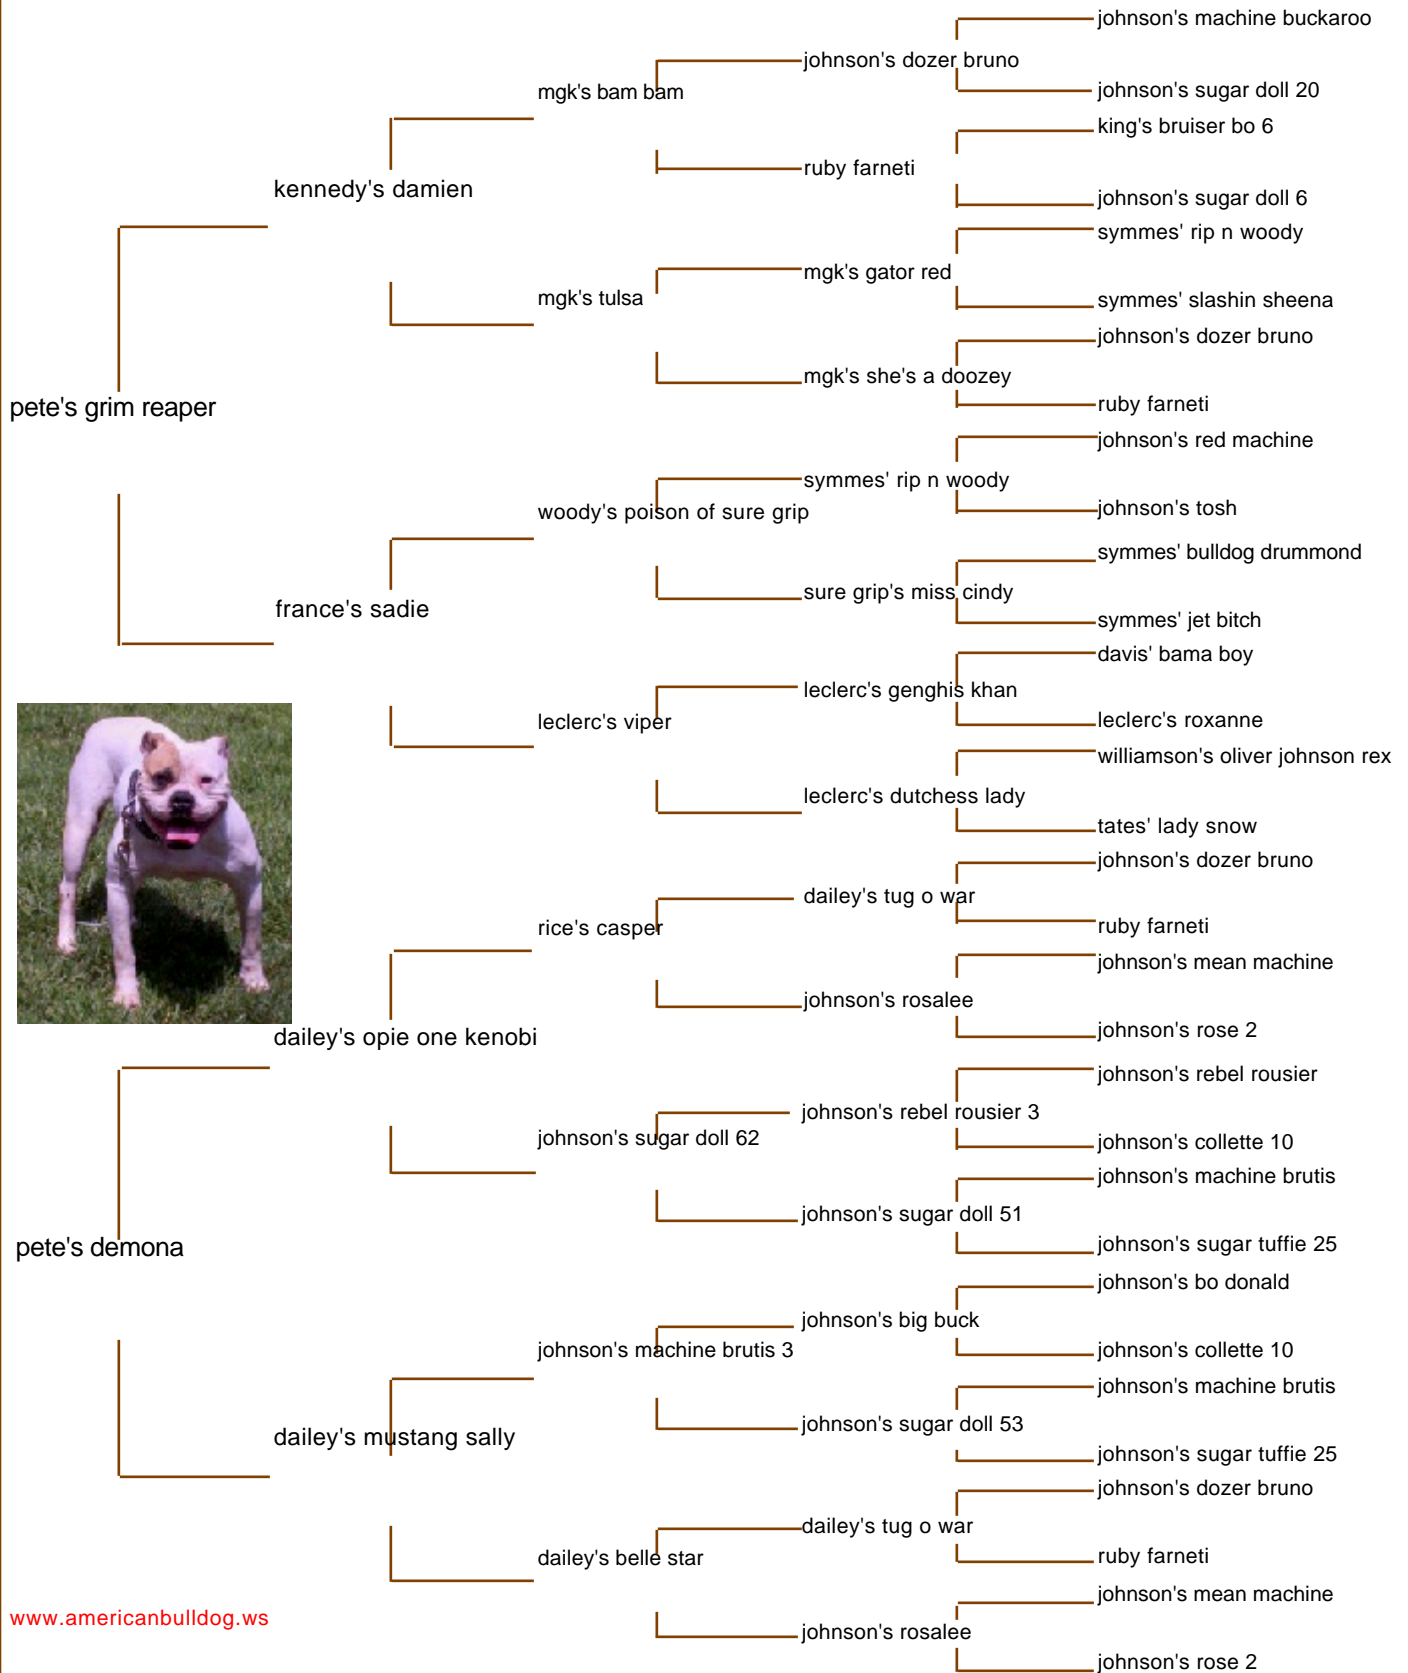 johnson's machine buckaroo
johnson's dozer bruno
mgk's bam bam
johnson's sugar doll 20
king's bruiser bo 6
ruby farneti
kennedy's damien
johnson's sugar doll 6
symmes' rip n woody
mgk's gator red
mgk's tulsa
symmes' slashin sheena
johnson's dozer bruno
mgk's she's a doozey
pete's grim reaper
ruby farneti
johnson's red machine
symmes' rip n woody
woody's poison of sure grip
johnson's tosh
symmes' bulldog drummond
sure grip's miss cindy
france's sadie
symmes' jet bitch
davis' bama boy
leclerc's genghis khan
leclerc's viper
leclerc's roxanne
williamson's oliver johnson rex
leclerc's dutchess lady
tates' lady snow
johnson's dozer bruno
dailey's tug o war
rice's casper
ruby farneti
johnson's mean machine
johnson's rosalee
dailey's opie one kenobi
johnson's rose 2
johnson's rebel rousier
johnson's rebel rousier 3
johnson's sugar doll 62
johnson's collette 10
johnson's machine brutis
johnson's sugar doll 51
pete's demona
johnson's sugar tuffie 25
johnson's bo donald
johnson's big buck
johnson's machine brutis 3
johnson's collette 10
johnson's machine brutis
johnson's sugar doll 53
dailey's mustang sally
johnson's sugar tuffie 25
johnson's dozer bruno
dailey's tug o war
dailey's belle star
ruby farneti
johnson's mean machine
www.americanbulldog.ws
johnson's rosalee
johnson's rose 2